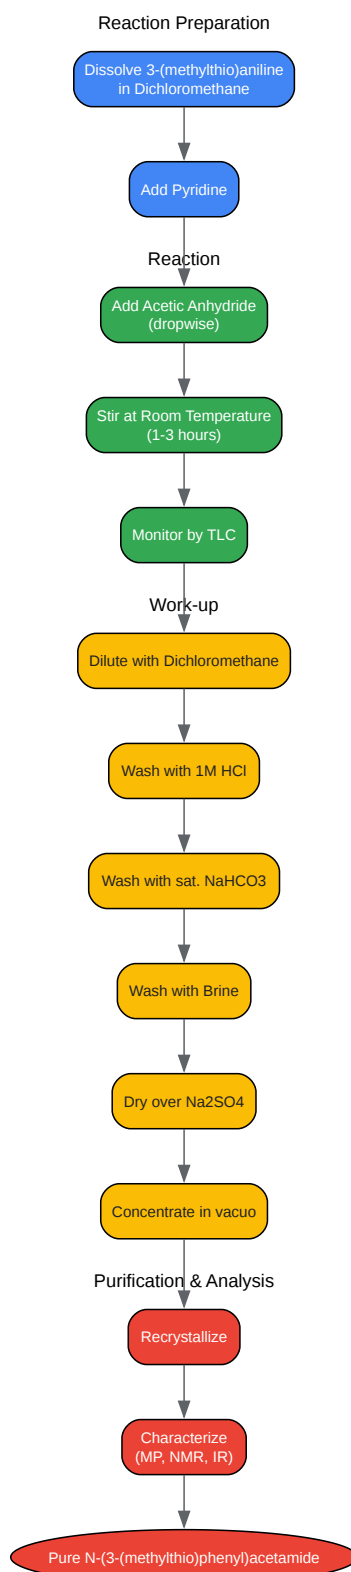 Reaction Preparation
Dissolve 3-(methylthio)aniline
in Dichloromethane
Add Pyridine
Reaction
Add Acetic Anhydride
(dropwise)
Stir at Room Temperature
(1-3 hours)
Monitor by TLC
Work-up
Dilute with Dichloromethane
Wash with 1M HCl
Wash with sat. NaHCO3
Wash with Brine
Dry over Na2SO4
Concentrate in vacuo
Purification & Analysis
Recrystallize
Characterize
(MP, NMR, IR)
Pure N-(3-(methylthio)phenyl)acetamide